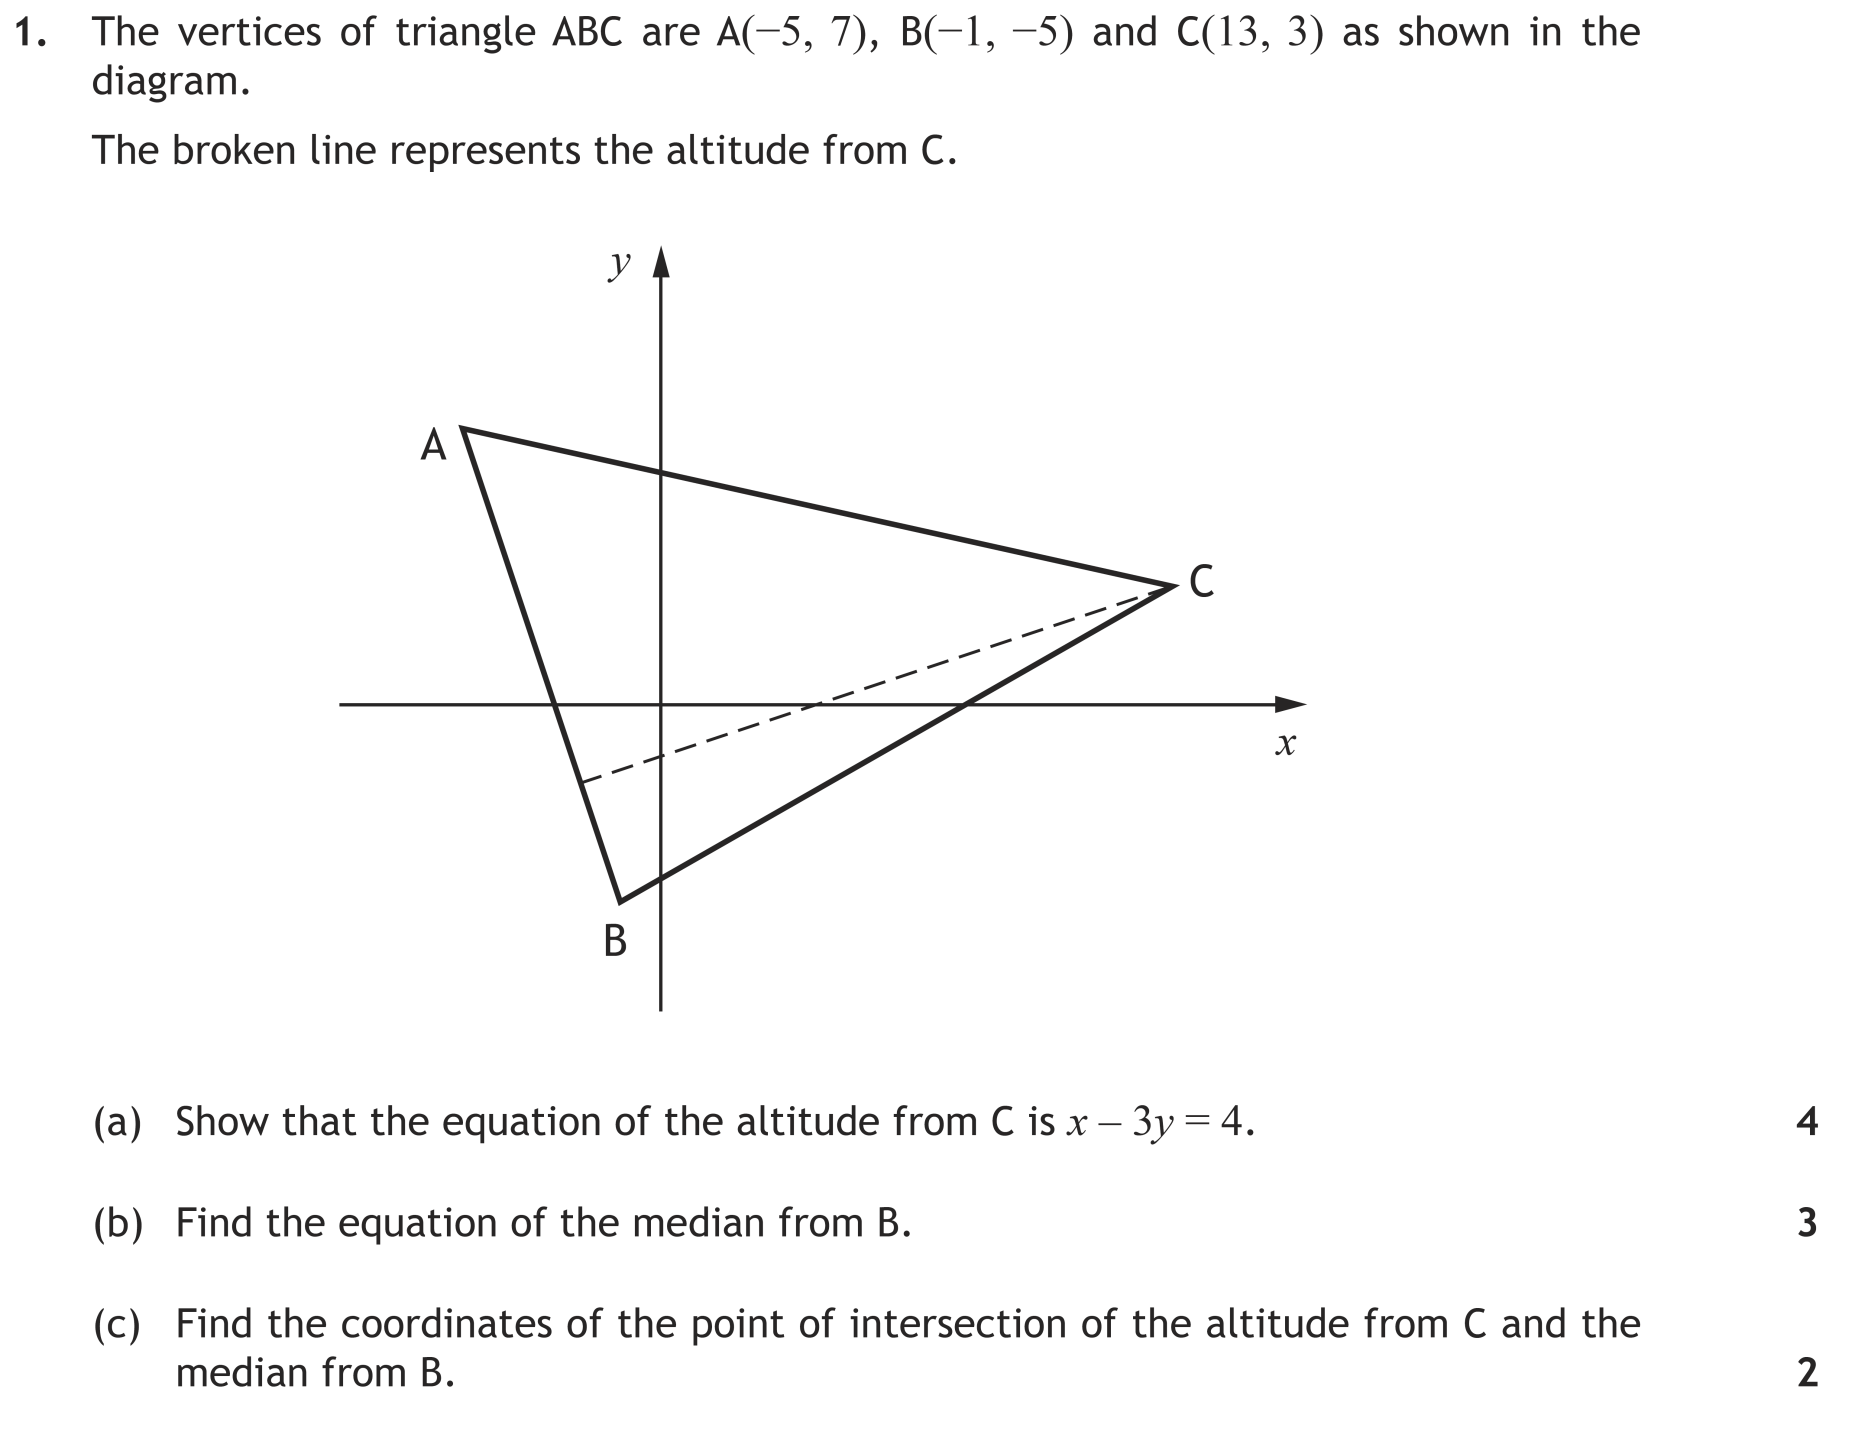 1. The vertices of triangle ABC are A(−5, 7), B(−1, −5) and C(13, 3) as shown in the
diagram.
The broken line represents the altitude from C.
y
A
C
x
B
(a) Show that the equation of the altitude from C is x – 3y = 4. 4
(b) Find the equation of the median from B. 3
(c) Find the coordinates of the point of intersection of the altitude from C and the
median from B. 2